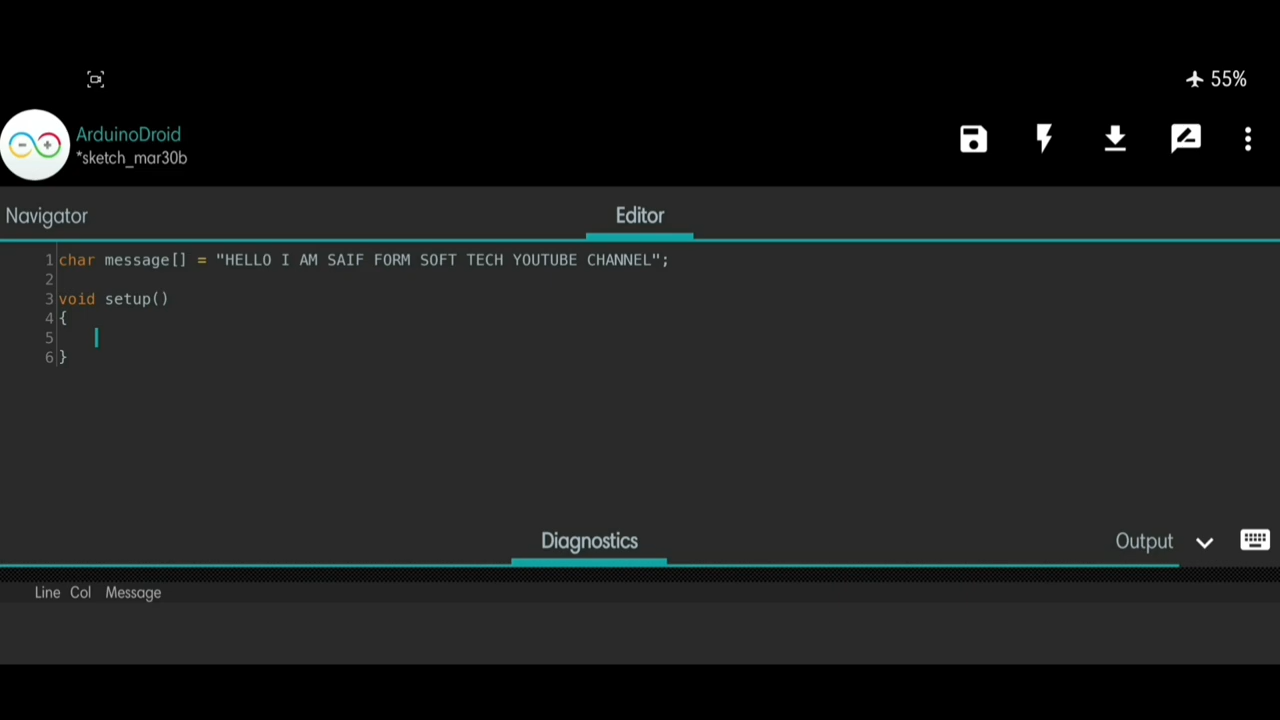 55%
ArduinoDroid
*sketch_mar30b
Navigator
Editor
1 char message[] = "HELLO I AM SAIF FORM SOFT TECH YOUTUBE CHANNEL";
2
3 void setup()
4 {
5
6 }
Diagnostics
Output
Line Col Message